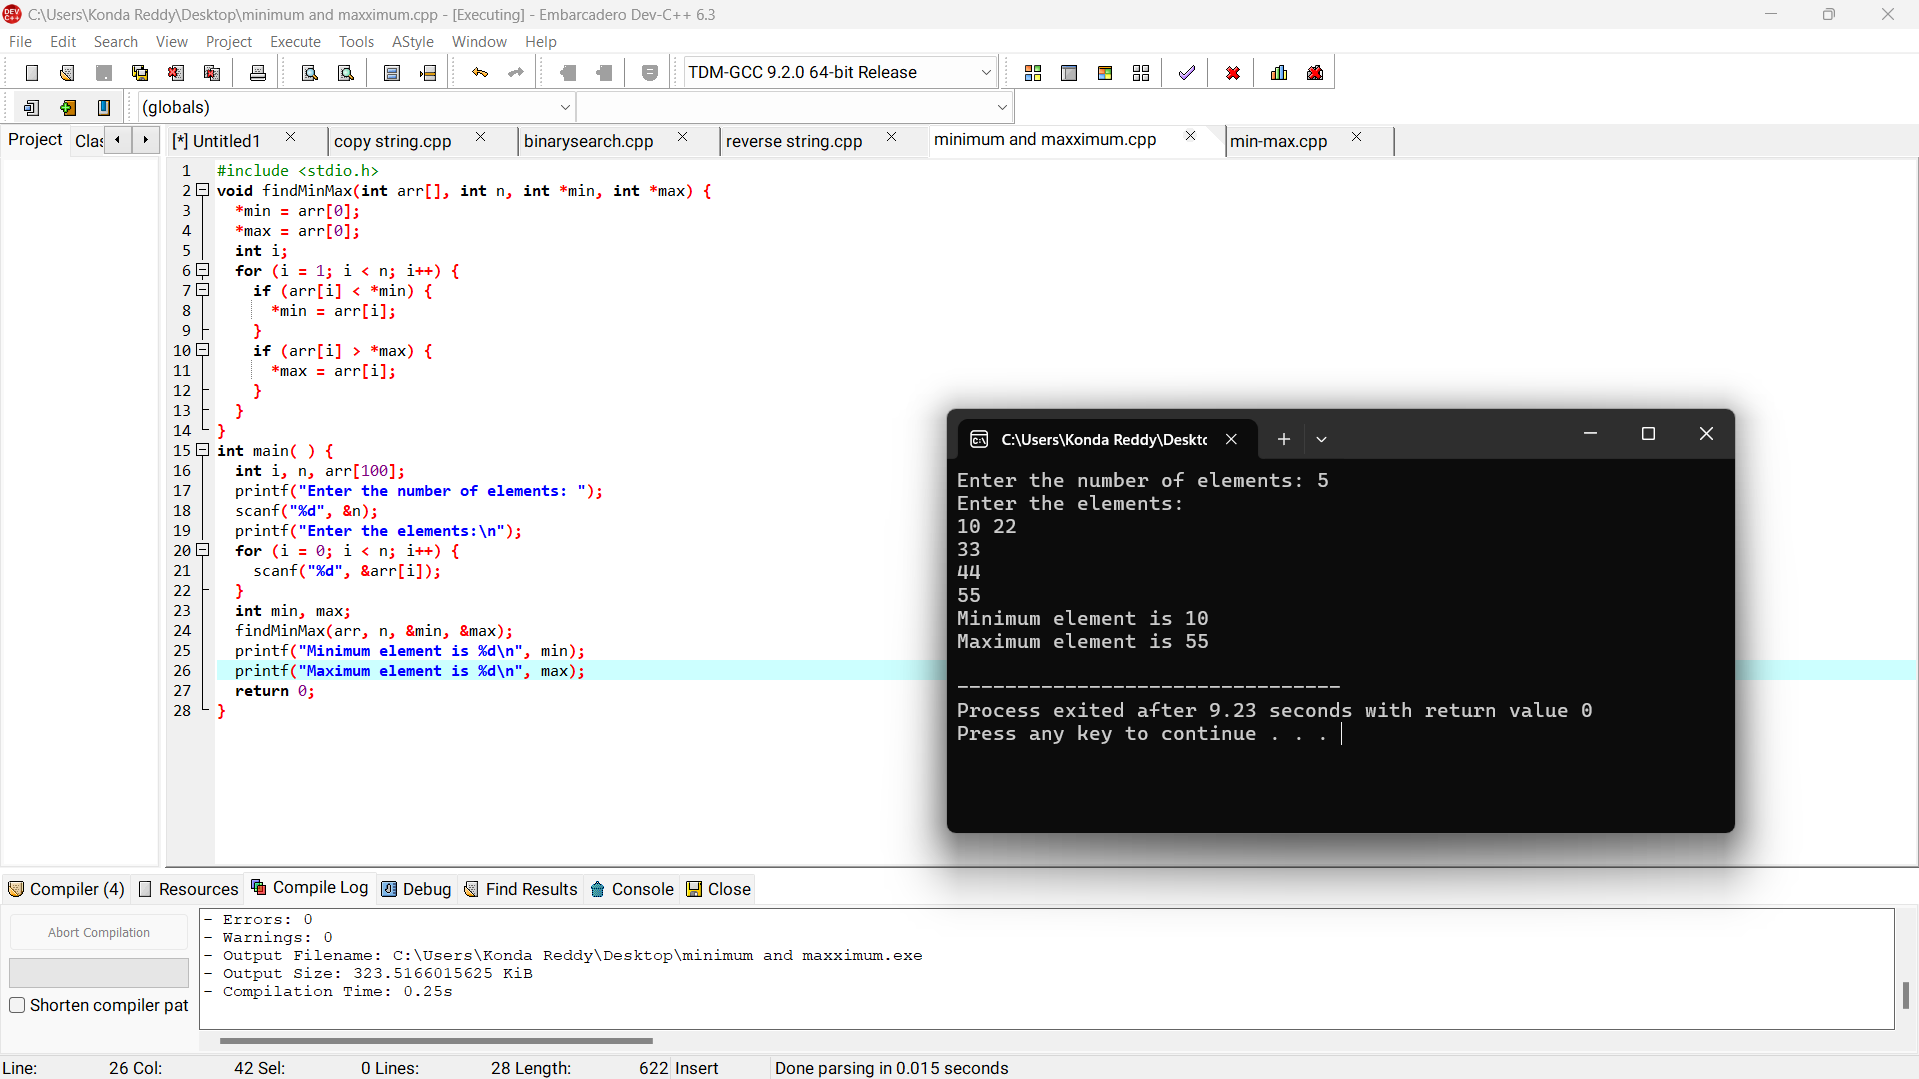 C:\Users\Konda Reddy\Desktop\minimum and maxximum.cpp - [Executing] - Embarcadero Dev-C++ 6.3
File Edit Search View Project Execute Tools AStyle Window Help
TDM-GCC 9.2.0 64-bit Release
(globals)
Project Clas [*] Untitled1 copy string.cpp binarysearch.cpp reverse string.cpp minimum and maxximum.cpp min-max.cpp
1 #include <stdio.h>
2 void findMinMax(int arr[], int n, int *min, int *max) {
3 *min = arr[0];
4 *max = arr[0];
5 int i;
6 for (i = 1; i < n; i++) {
7 if (arr[i] < *min) {
8 *min = arr[i];
9 }
10 if (arr[i] > *max) {
11 *max = arr[i];
12 }
13 }
14 }
15 int main( ) {
16 int i, n, arr[100];
17 printf("Enter the number of elements: ");
18 scanf("%d", &n);
19 printf("Enter the elements:\n");
20 for (i = 0; i < n; i++) {
21 scanf("%d", &arr[i]);
22 }
23 int min, max;
24 findMinMax(arr, n, &min, &max);
25 printf("Minimum element is %d\n", min);
26 printf("Maximum element is %d\n", max);
27 return 0;
28 }
C:\Users\Konda Reddy\Deskto
Enter the number of elements: 5
Enter the elements:
10 22
33
44
55
Minimum element is 10
Maximum element is 55
--------------------------------
Process exited after 9.23 seconds with return value 0
Press any key to continue . . .
Compiler (4) Resources Compile Log Debug Find Results Console Close
Abort Compilation
Shorten compiler pat
- Errors: 0
- Warnings: 0
- Output Filename: C:\Users\Konda Reddy\Desktop\minimum and maxximum.exe
- Output Size: 323.5166015625 KiB
- Compilation Time: 0.25s
Line: 26 Col: 42 Sel: 0 Lines: 28 Length: 622 Insert Done parsing in 0.015 seconds